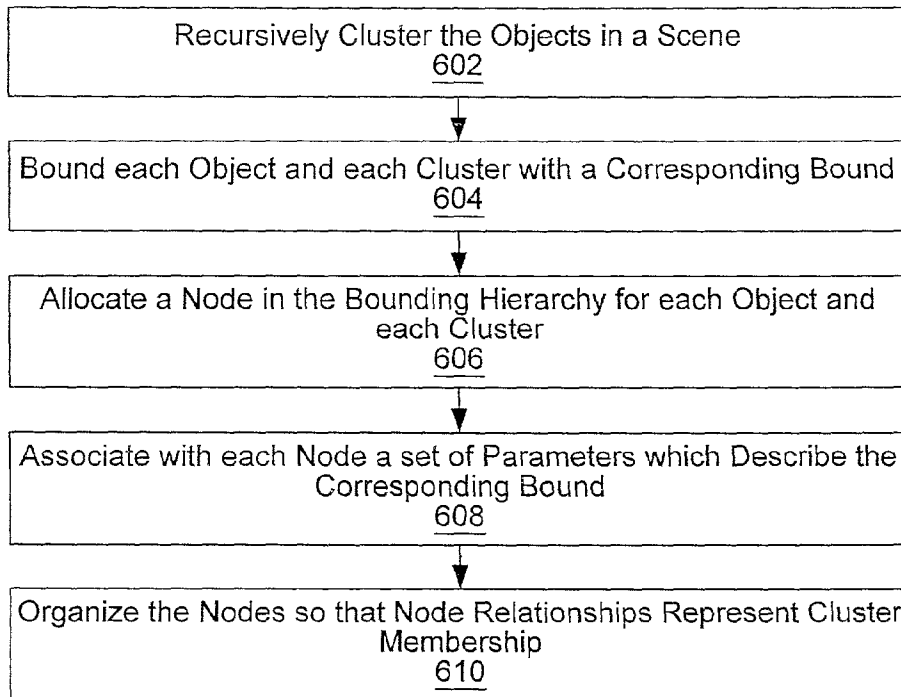 Recursively Cluster the Objects in a Scene
602
Bound each Object and each Cluster with a Corresponding Bound
604
Allocate a Node in the Bounding Hierarchy for each Object and
each Cluster
606
Associate with each Node a set of Parameters which Describe the
Corresponding Bound
608
Organize the Nodes so that Node Relationships Represent Cluster
Membership
610